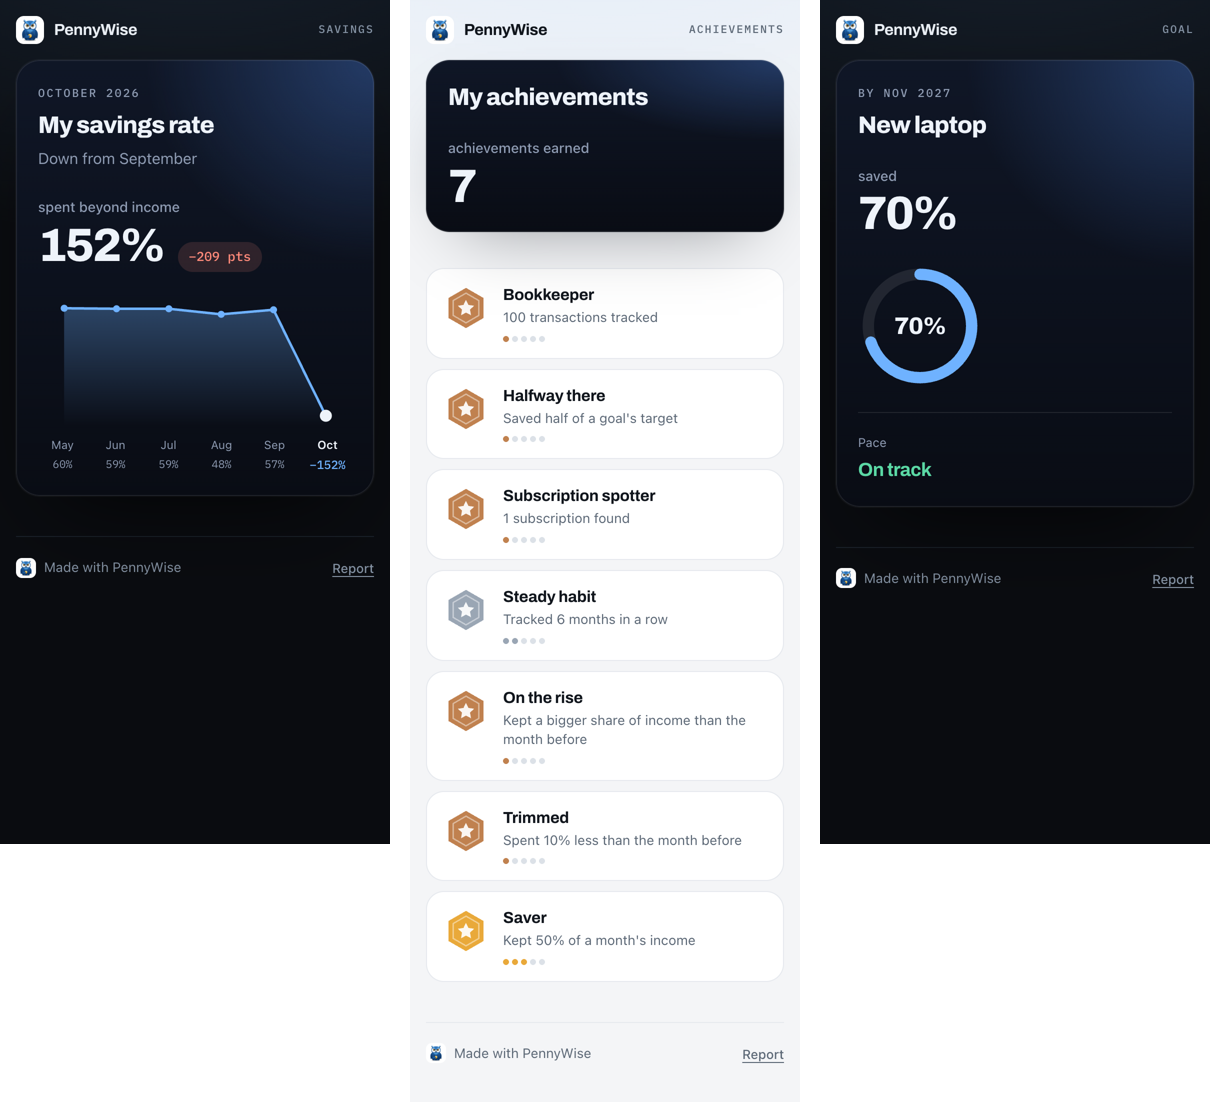 PennyWise
SAVINGS
OCTOBER 2026
My savings rate
Down from September
spent beyond income
152%
−209 pts
May Jun Jul Aug Sep Oct
60% 59% 59% 48% 57% −152%
Made with PennyWise
Report
PennyWise
ACHIEVEMENTS
My achievements
achievements earned
7
Bookkeeper
100 transactions tracked
Halfway there
Saved half of a goal's target
Subscription spotter
1 subscription found
Steady habit
Tracked 6 months in a row
On the rise
Kept a bigger share of income than the
month before
Trimmed
Spent 10% less than the month before
Saver
Kept 50% of a month's income
Made with PennyWise
Report
PennyWise
GOAL
BY NOV 2027
New laptop
saved
70%
70%
Pace
On track
Made with PennyWise
Report